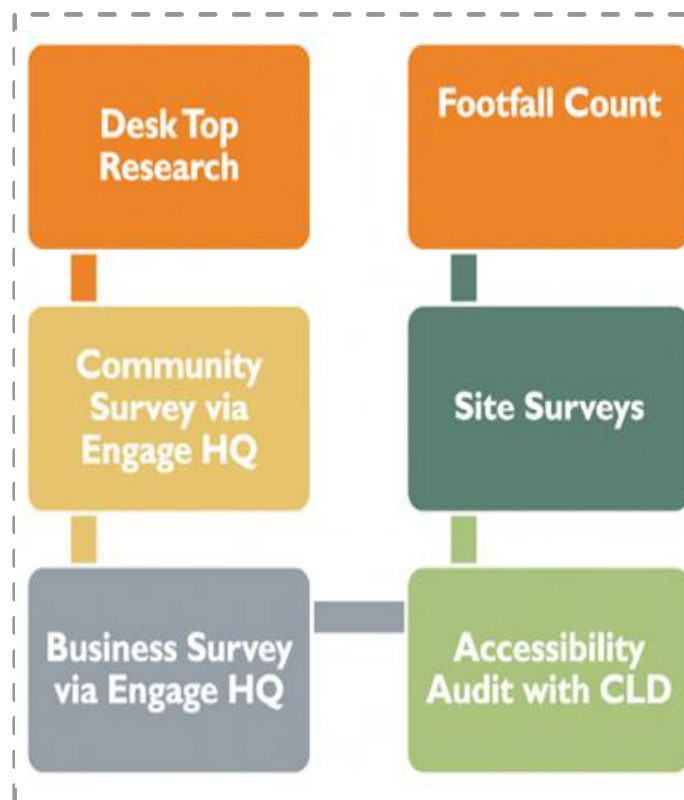 Desk Top
Research
Community
Survey via
Engage HQ
Business Survey
via Engage HQ
Accessibility
Audit with CLD
Site Surveys
Footfall Count